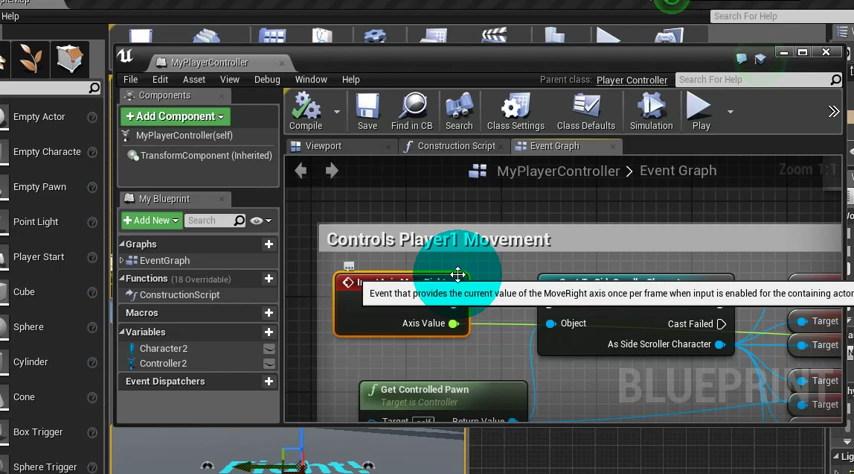 Help
Search For Help
MyPlayerController
File Edit Asset View Debug Window Help
Parent class: Player Controller
Search For Help
Components
+ Add Component
MyPlayerController(self)
TransformComponent (Inherited)
My Blueprint
+ Add New
Search
Graphs
EventGraph
Functions (18 Overridable)
ConstructionScript
Macros
Variables
Character2
Controller2
Event Dispatchers
Compile
Save
Find in CB
Search
Class Settings
Class Defaults
Simulation
Play
Viewport
Construction Script
Event Graph
MyPlayerController > Event Graph
Zoom 1:1
Controls Player1 Movement
Event that provides the current value of the MoveRight axis once per frame when input is enabled for the containing actor
Axis Value
Object
Cast Failed
As Side Scroller Character
Target
Target
Target
Target
Get Controlled Pawn
Target is Controller
Target
self
Return Value
BLUEPRINT
Empty Actor
Empty Characte
Empty Pawn
Point Light
Player Start
Cube
Sphere
Cylinder
Cone
Box Trigger
Sphere Trigger